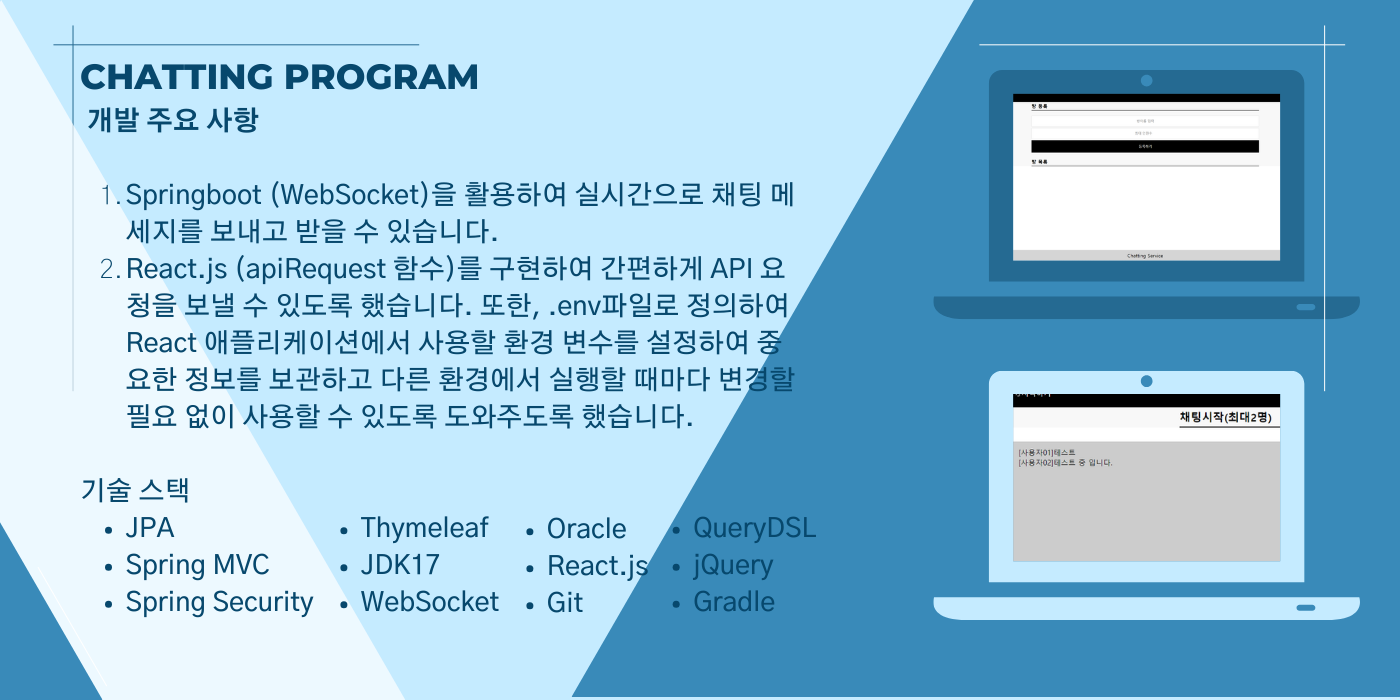 CHATTING PROGRAM
개발 주요 사항
1. Springboot (WebSocket)을 활용하여 실시간으로 채팅 메
세지를 보내고 받을 수 있습니다.
2. React.js (apiRequest 함수)를 구현하여 간편하게 API 요
청을 보낼 수 있도록 했습니다. 또한, .env파일로 정의하여
React 애플리케이션에서 사용할 환경 변수를 설정하여 중
요한 정보를 보관하고 다른 환경에서 실행할 때마다 변경할
필요 없이 사용할 수 있도록 도와주도록 했습니다.
기술 스택
• JPA
• Spring MVC
• Spring Security
• Thymeleaf
• JDK17
• WebSocket
• Oracle
• React.js
• Git
• QueryDSL
• jQuery
• Gradle
방 등록
등록하기
방 목록
Chatting Service
채팅시작(최대2명)
[사용자01]테스트
[사용자02]테스트 중 입니다.